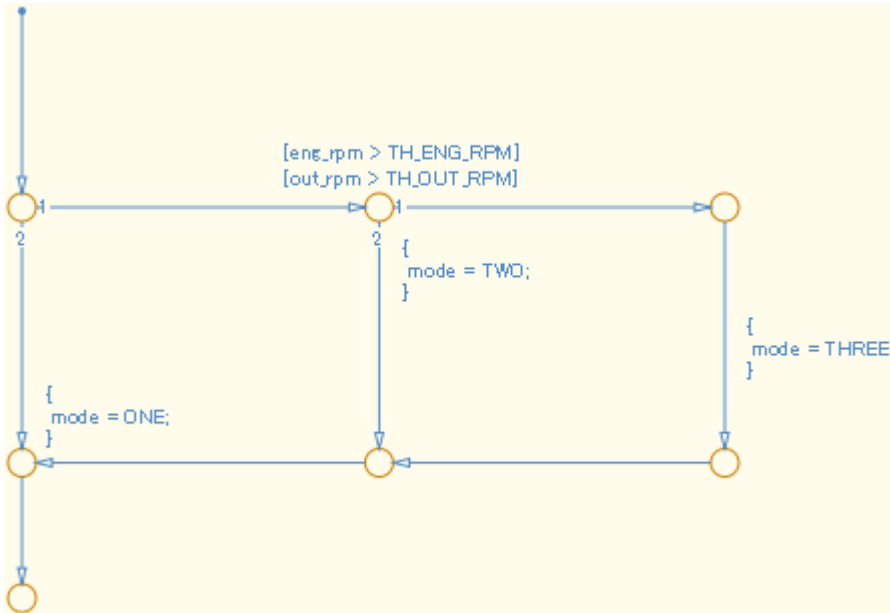 [eng_rpm > TH_ENG_RPM]
[out_rpm > TH_OUT_RPM]
1
1
2
2
{
mode = TWO;
}
{
mode = THREE
}
{
mode = ONE;
}